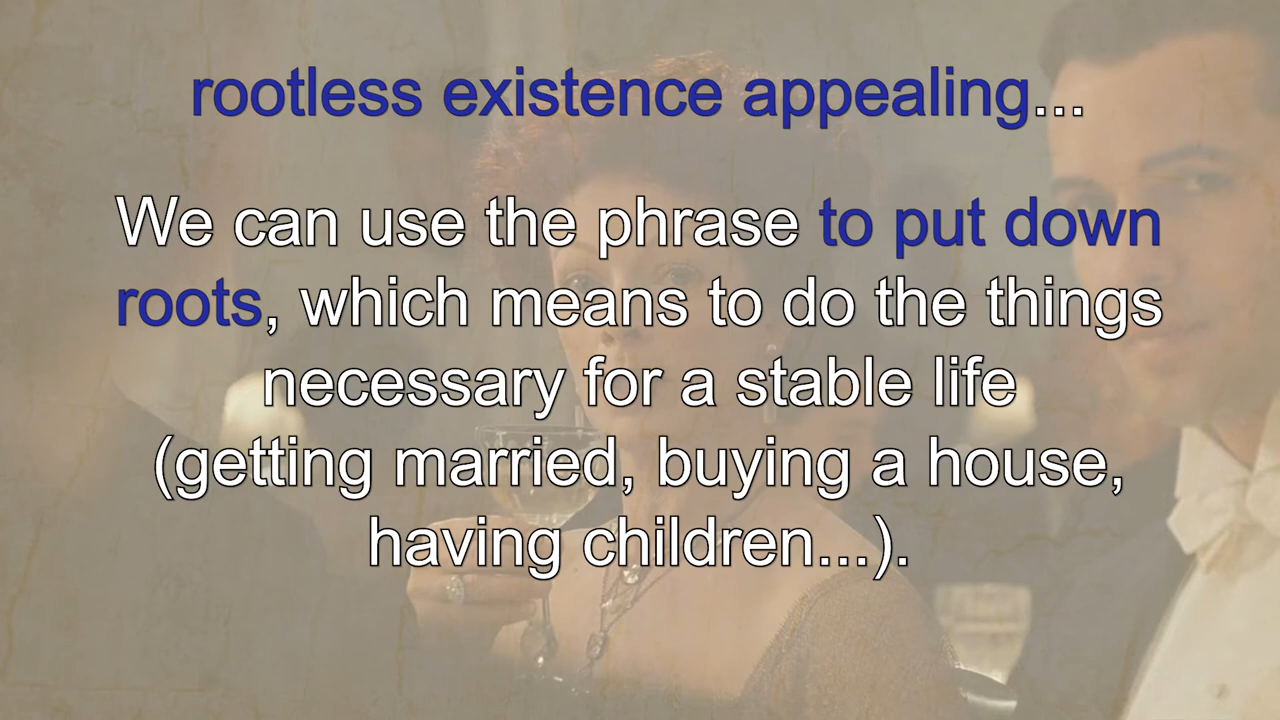 rootless existence appealing...
We can use the phrase to put down
roots, which means to do the things
necessary for a stable life
(getting married, buying a house,
having children...).